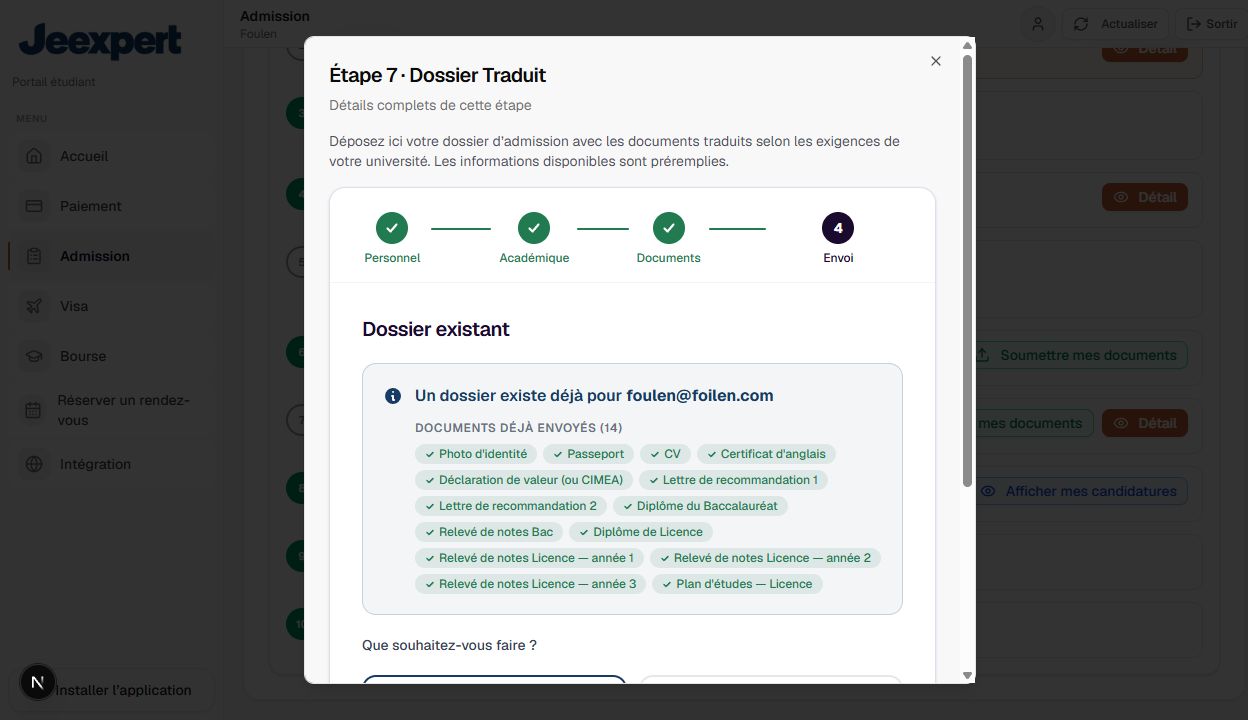 Jeexpert
Portail étudiant
MENU
Accueil
Paiement
Admission
Visa
Bourse
Réserver un rendez-
vous
Intégration
N
Installer l'application
Admission
Foulen
Actualiser
Sortir
Détail
Détail
Soumettre mes documents
mes documents
Détail
Afficher mes candidatures
Étape 7 · Dossier Traduit
Détails complets de cette étape
Déposez ici votre dossier d'admission avec les documents traduits selon les exigences de
votre université. Les informations disponibles sont préremplies.
4
Personnel Académique Documents Envoi
Dossier existant
Un dossier existe déjà pour foulen@foilen.com
DOCUMENTS DÉJÀ ENVOYÉS (14)
Photo d'identité Passeport CV Certificat d'anglais
Déclaration de valeur (ou CIMEA) Lettre de recommandation 1
Lettre de recommandation 2 Diplôme du Baccalauréat
Relevé de notes Bac Diplôme de Licence
Relevé de notes Licence — année 1 Relevé de notes Licence — année 2
Relevé de notes Licence — année 3 Plan d'études — Licence
Que souhaitez-vous faire ?